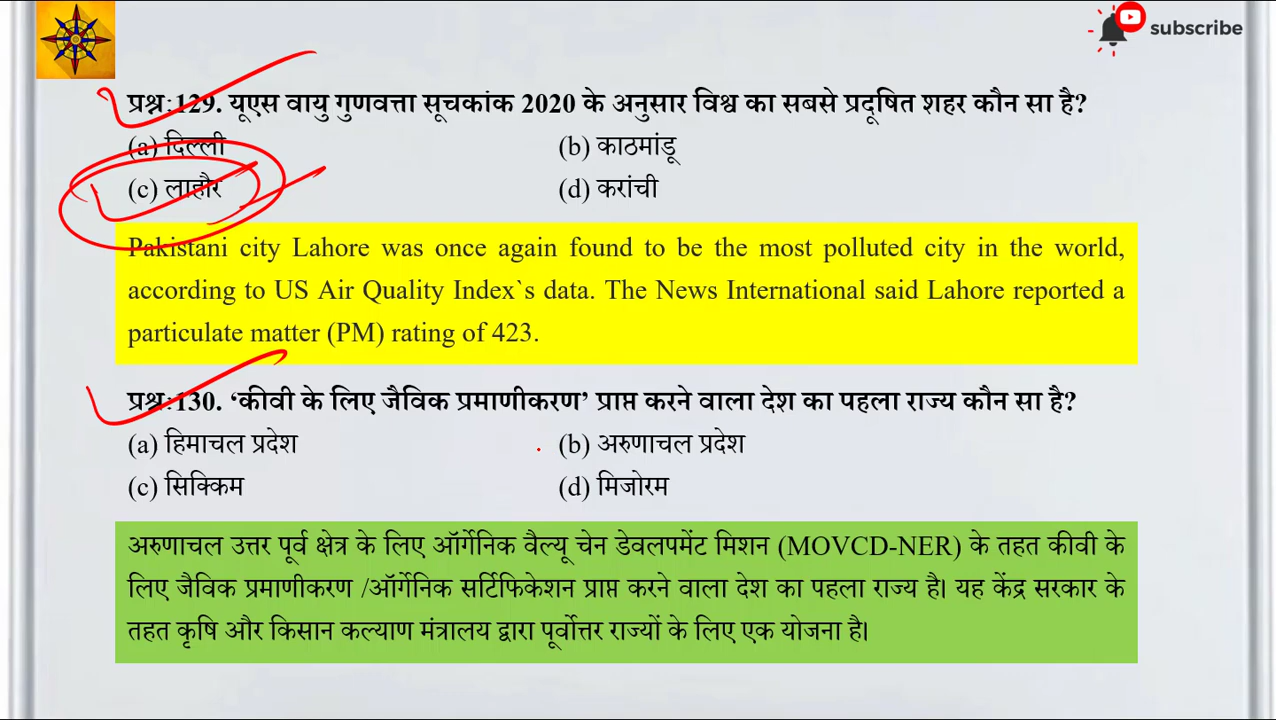 subscribe
प्रश्न:129. यूएस वायु गुणवत्ता सूचकांक 2020 के अनुसार विश्व का सबसे प्रदूषित शहर कौन सा है?
(a) दिल्ली (b) काठमांडू
(c) लाहौर (d) करांची
Pakistani city Lahore was once again found to be the most polluted city in the world,
according to US Air Quality Index`s data. The News International said Lahore reported a
particulate matter (PM) rating of 423.
प्रश्न:130. ‘कीवी के लिए जैविक प्रमाणीकरण’ प्राप्त करने वाला देश का पहला राज्य कौन सा है?
(a) हिमाचल प्रदेश (b) अरुणाचल प्रदेश
(c) सिक्किम (d) मिजोरम
अरुणाचल उत्तर पूर्व क्षेत्र के लिए ऑर्गेनिक वैल्यू चेन डेवलपमेंट मिशन (MOVCD-NER) के तहत कीवी के
लिए जैविक प्रमाणीकरण /ऑर्गेनिक सर्टिफिकेशन प्राप्त करने वाला देश का पहला राज्य है। यह केंद्र सरकार के
तहत कृषि और किसान कल्याण मंत्रालय द्वारा पूर्वोत्तर राज्यों के लिए एक योजना है।